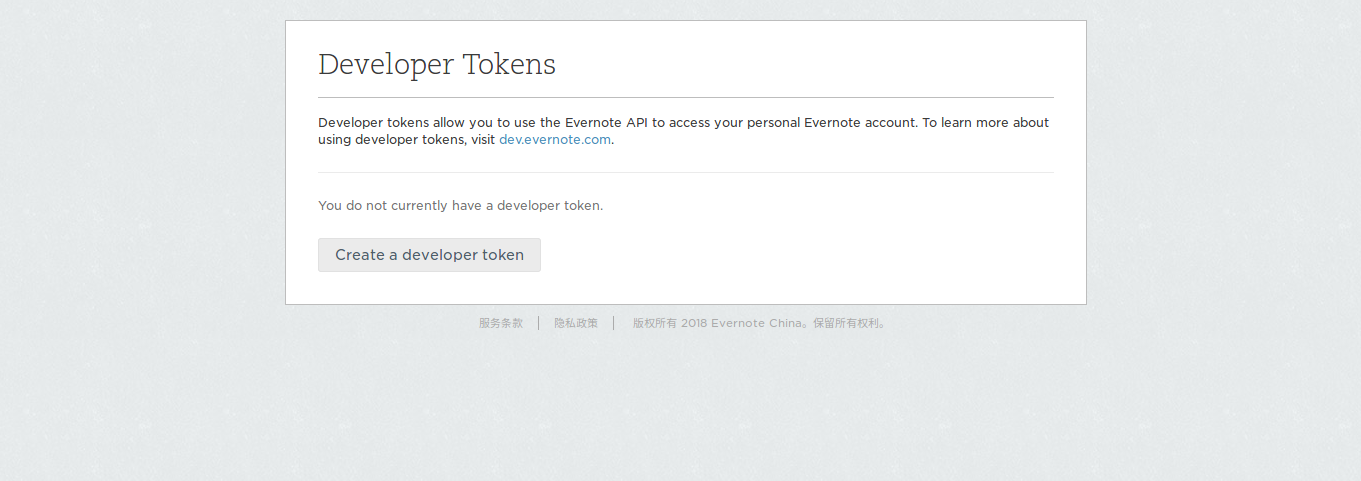 Developer Tokens
Developer tokens allow you to use the Evernote API to access your personal Evernote account. To learn more about
using developer tokens, visit dev.evernote.com.
You do not currently have a developer token.
Create a developer token
服务条款 隐私政策 版权所有 2018 Evernote China。保留所有权利。